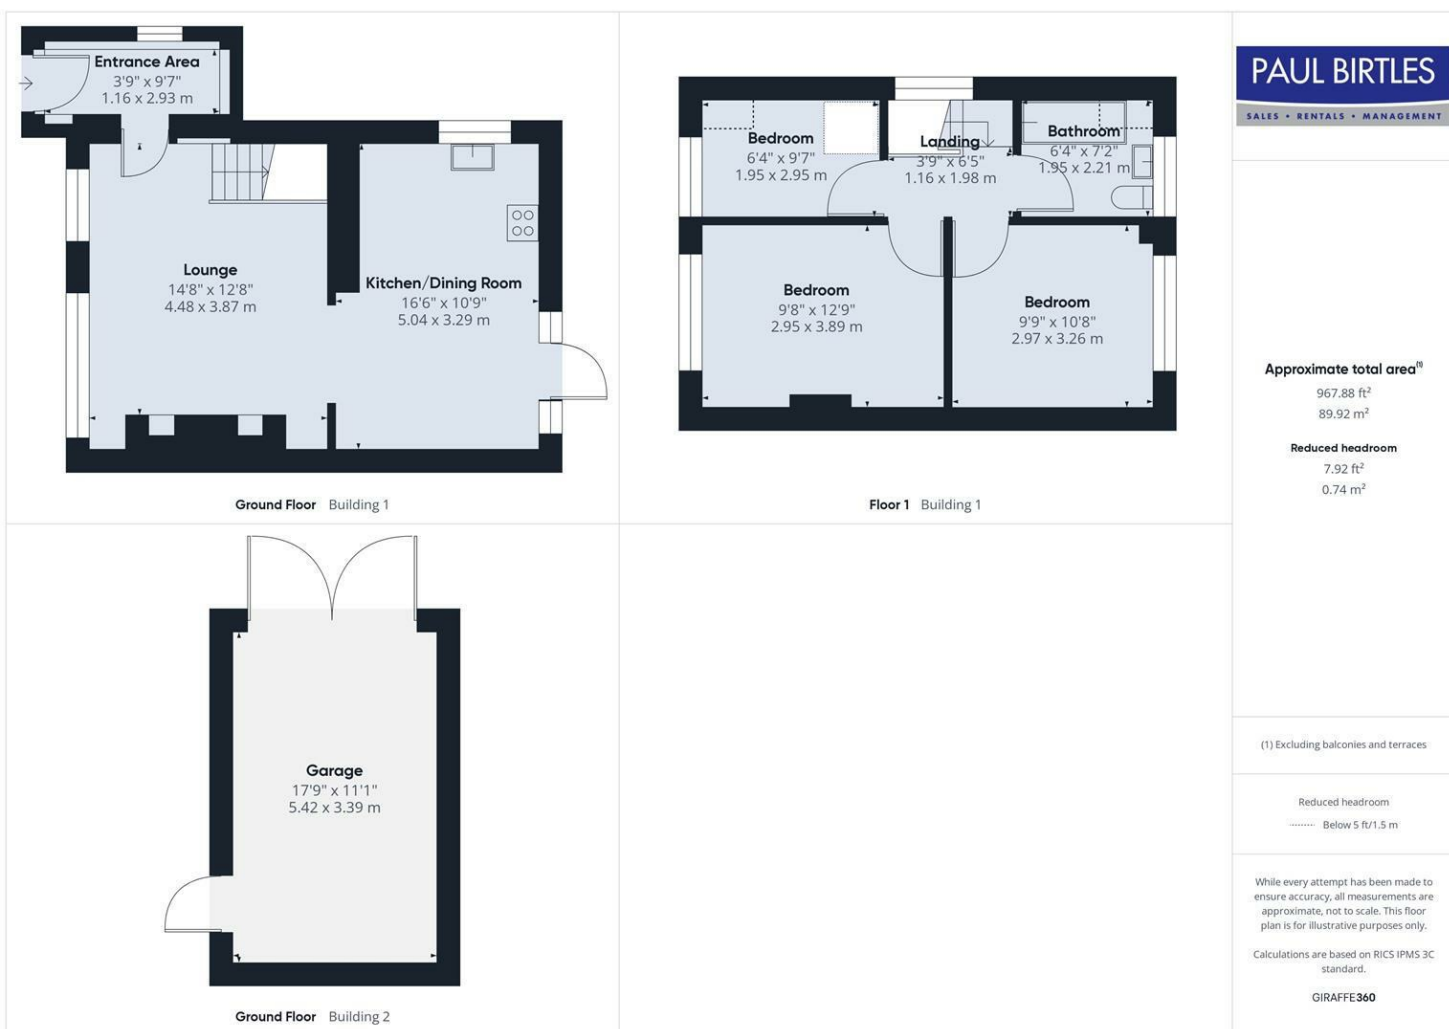 Entrance Area
3'9" x 9'7"
1.16 x 2.93 m
Lounge
14'8" x 12'8"
4.48 x 3.87 m
Kitchen/Dining Room
16'6" x 10'9"
5.04 x 3.29 m
Ground Floor Building 1
Bedroom
6'4" x 9'7"
1.95 x 2.95 m
Landing
3'9" x 6'5"
1.16 x 1.98 m
Bathroom
6'4" x 7'2"
1.95 x 2.21 m
Bedroom
9'8" x 12'9"
2.95 x 3.89 m
Bedroom
9'9" x 10'8"
2.97 x 3.26 m
Floor 1 Building 1
Garage
17'9" x 11'1"
5.42 x 3.39 m
Ground Floor Building 2
PAUL BIRTLES
SALES • RENTALS • MANAGEMENT
Approximate total area⁽¹⁾
967.88 ft²
89.92 m²
Reduced headroom
7.92 ft²
0.74 m²
(1) Excluding balconies and terraces
Reduced headroom
Below 5 ft/1.5 m
While every attempt has been made to
ensure accuracy, all measurements are
approximate, not to scale. This floor
plan is for illustrative purposes only.
Calculations are based on RICS IPMS 3C
standard.
GIRAFFE360